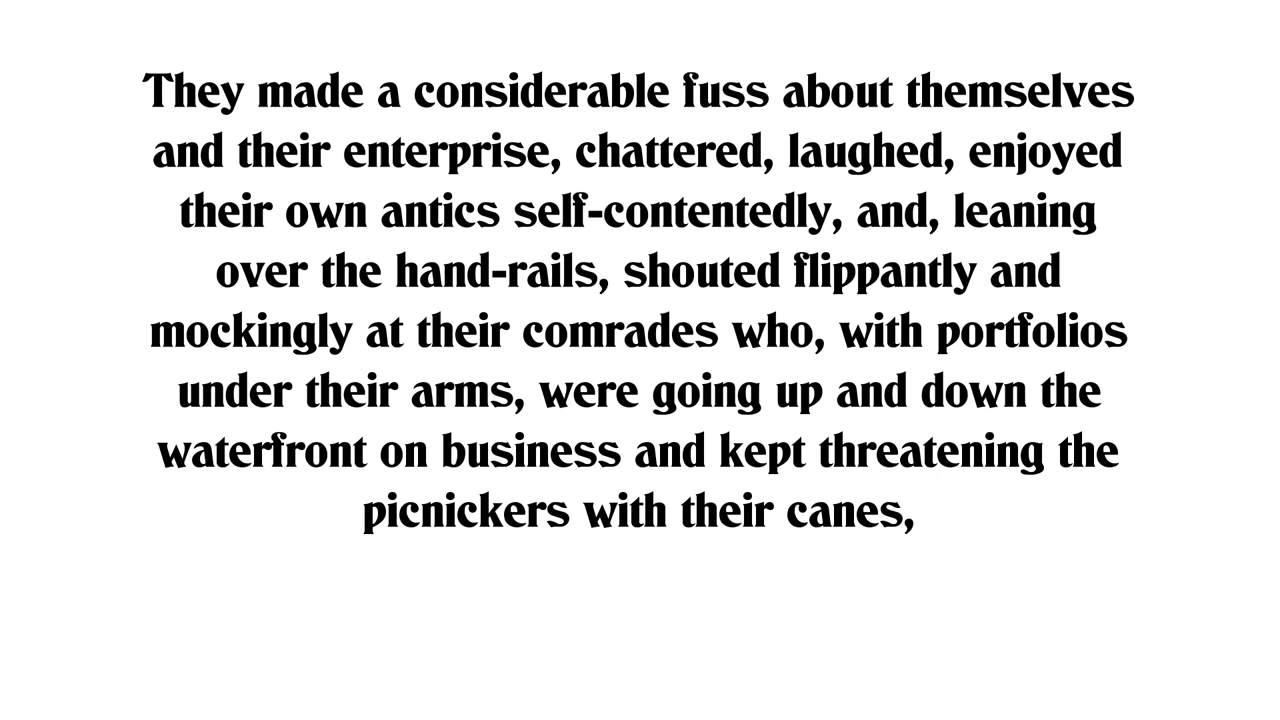 They made a considerable fuss about themselves
and their enterprise, chattered, laughed, enjoyed
their own antics self-contentedly, and, leaning
over the hand-rails, shouted flippantly and
mockingly at their comrades who, with portfolios
under their arms, were going up and down the
waterfront on business and kept threatening the
picnickers with their canes,